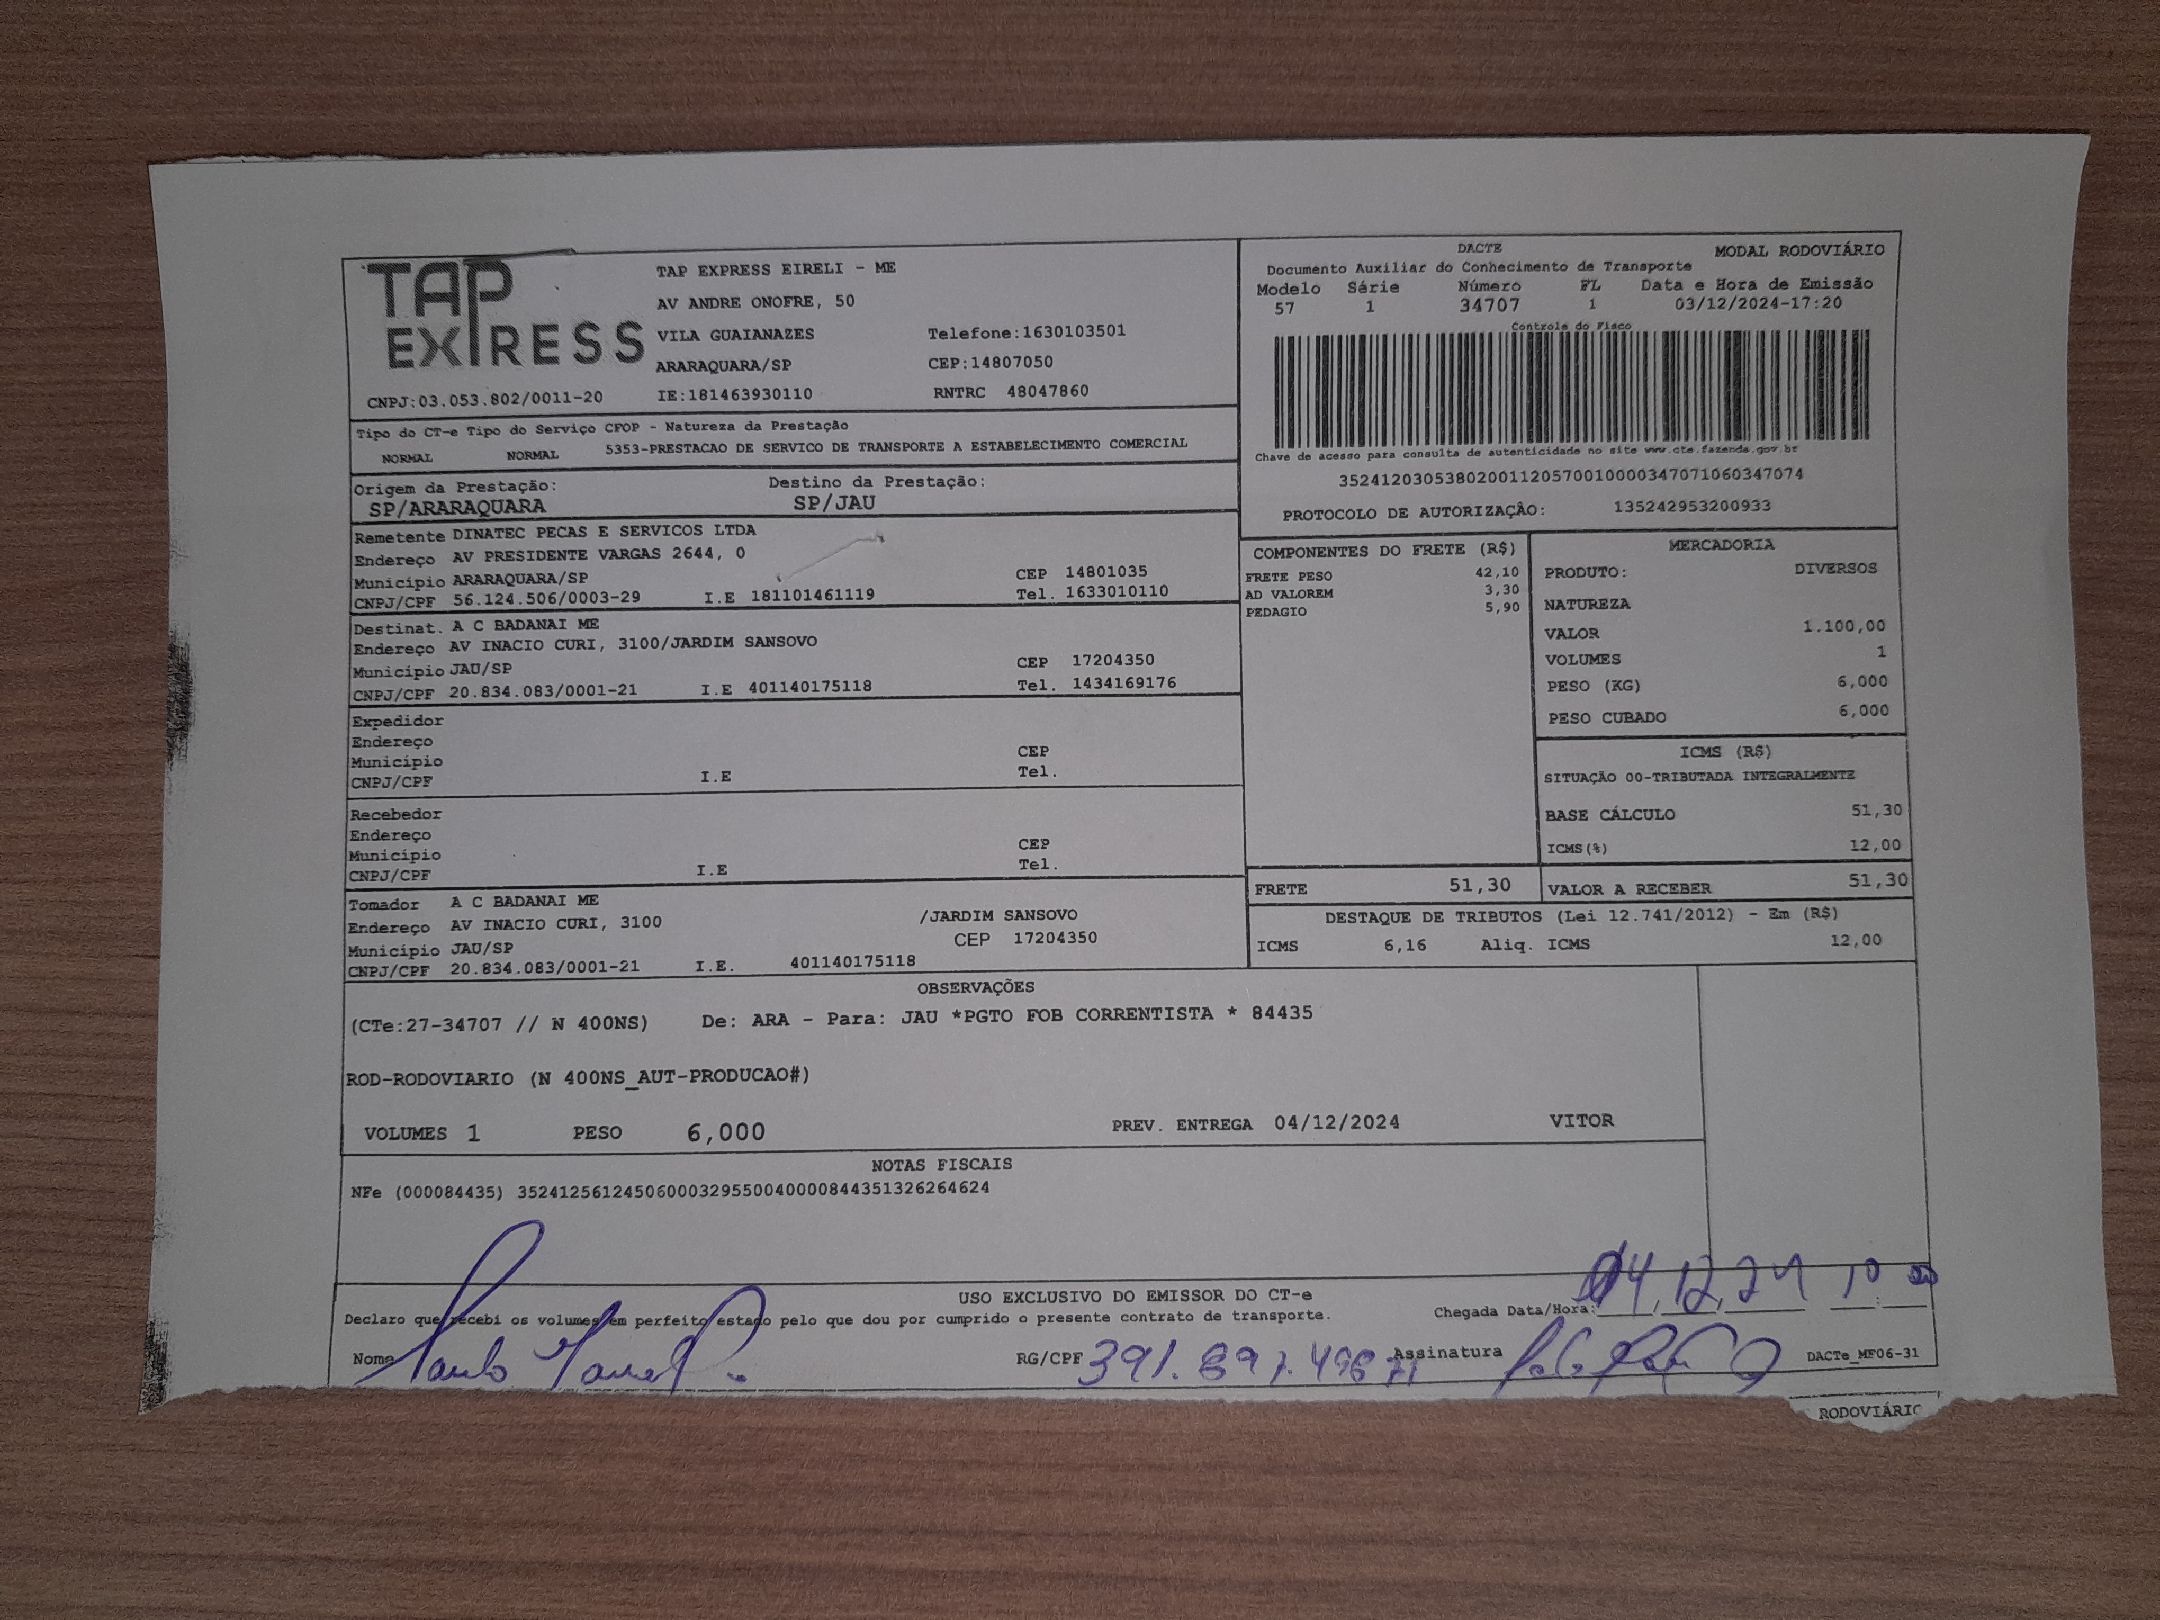 TAP EXPRESS
TAP EXPRESS EIRELI - ME
AV ANDRE ONOFRE, 50
VILA GUAIANAZES Telefone:1630103501
ARARAQUARA/SP CEP:14807050
CNPJ:03.053.802/0011-20 IE:181463930110 RNTRC 48047860
DACTE MODAL RODOVIÁRIO
Documento Auxiliar do Conhecimento de Transporte
Modelo Série Número FL Data e Hora de Emissão
57 1 34707 1 03/12/2024-17:20
Controle do Fisco
Chave de acesso para consulta de autenticidade no site www.cte.fazenda.gov.br
35241203053802001120570010000347071060347074
PROTOCOLO DE AUTORIZAÇÃO: 135242953200933
Tipo do CT-e Tipo do Serviço CFOP - Natureza da Prestação
NORMAL NORMAL 5353-PRESTACAO DE SERVICO DE TRANSPORTE A ESTABELECIMENTO COMERCIAL
Origem da Prestação: Destino da Prestação:
SP/ARARAQUARA SP/JAU
Remetente DINATEC PECAS E SERVICOS LTDA
Endereço AV PRESIDENTE VARGAS 2644, 0
Município ARARAQUARA/SP CEP 14801035
CNPJ/CPF 56.124.506/0003-29 I.E 181101461119 Tel. 1633010110
Destinat. A C BADANAI ME
Endereço AV INACIO CURI, 3100/JARDIM SANSOVO
Município JAU/SP CEP 17204350
CNPJ/CPF 20.834.083/0001-21 I.E 401140175118 Tel. 1434169176
Expedidor
Endereço
Município CEP
CNPJ/CPF I.E Tel.
Recebedor
Endereço
Município CEP
CNPJ/CPF I.E Tel.
Tomador A C BADANAI ME
Endereço AV INACIO CURI, 3100 /JARDIM SANSOVO
Município JAU/SP CEP 17204350
CNPJ/CPF 20.834.083/0001-21 I.E. 401140175118
COMPONENTES DO FRETE (R$)
FRETE PESO 42,10
AD VALOREM 3,30
PEDAGIO 5,90
MERCADORIA
PRODUTO: DIVERSOS
NATUREZA
VALOR 1.100,00
VOLUMES 1
PESO (KG) 6,000
PESO CUBADO 6,000
ICMS (R$)
SITUAÇÃO 00-TRIBUTADA INTEGRALMENTE
BASE CÁLCULO 51,30
ICMS(%) 12,00
FRETE 51,30 VALOR A RECEBER 51,30
DESTAQUE DE TRIBUTOS (Lei 12.741/2012) - Em (R$)
ICMS 6,16 Aliq. ICMS 12,00
OBSERVAÇÕES
(CTe:27-34707 // N 400NS) De: ARA - Para: JAU *PGTO FOB CORRENTISTA * 84435
ROD-RODOVIARIO (N 400NS_AUT-PRODUCAO#)
VOLUMES 1 PESO 6,000 PREV. ENTREGA 04/12/2024 VITOR
NOTAS FISCAIS
NFe (000084435) 35241256124506000329550040000844351326264624
USO EXCLUSIVO DO EMISSOR DO CT-e
Declaro que recebi os volumes em perfeito estado pelo que dou por cumprido o presente contrato de transporte. Chegada Data/Hora: 04,12,24 10:00
Nome RG/CPF Assinatura DACTe_MF06-31
RODOVIÁRIO